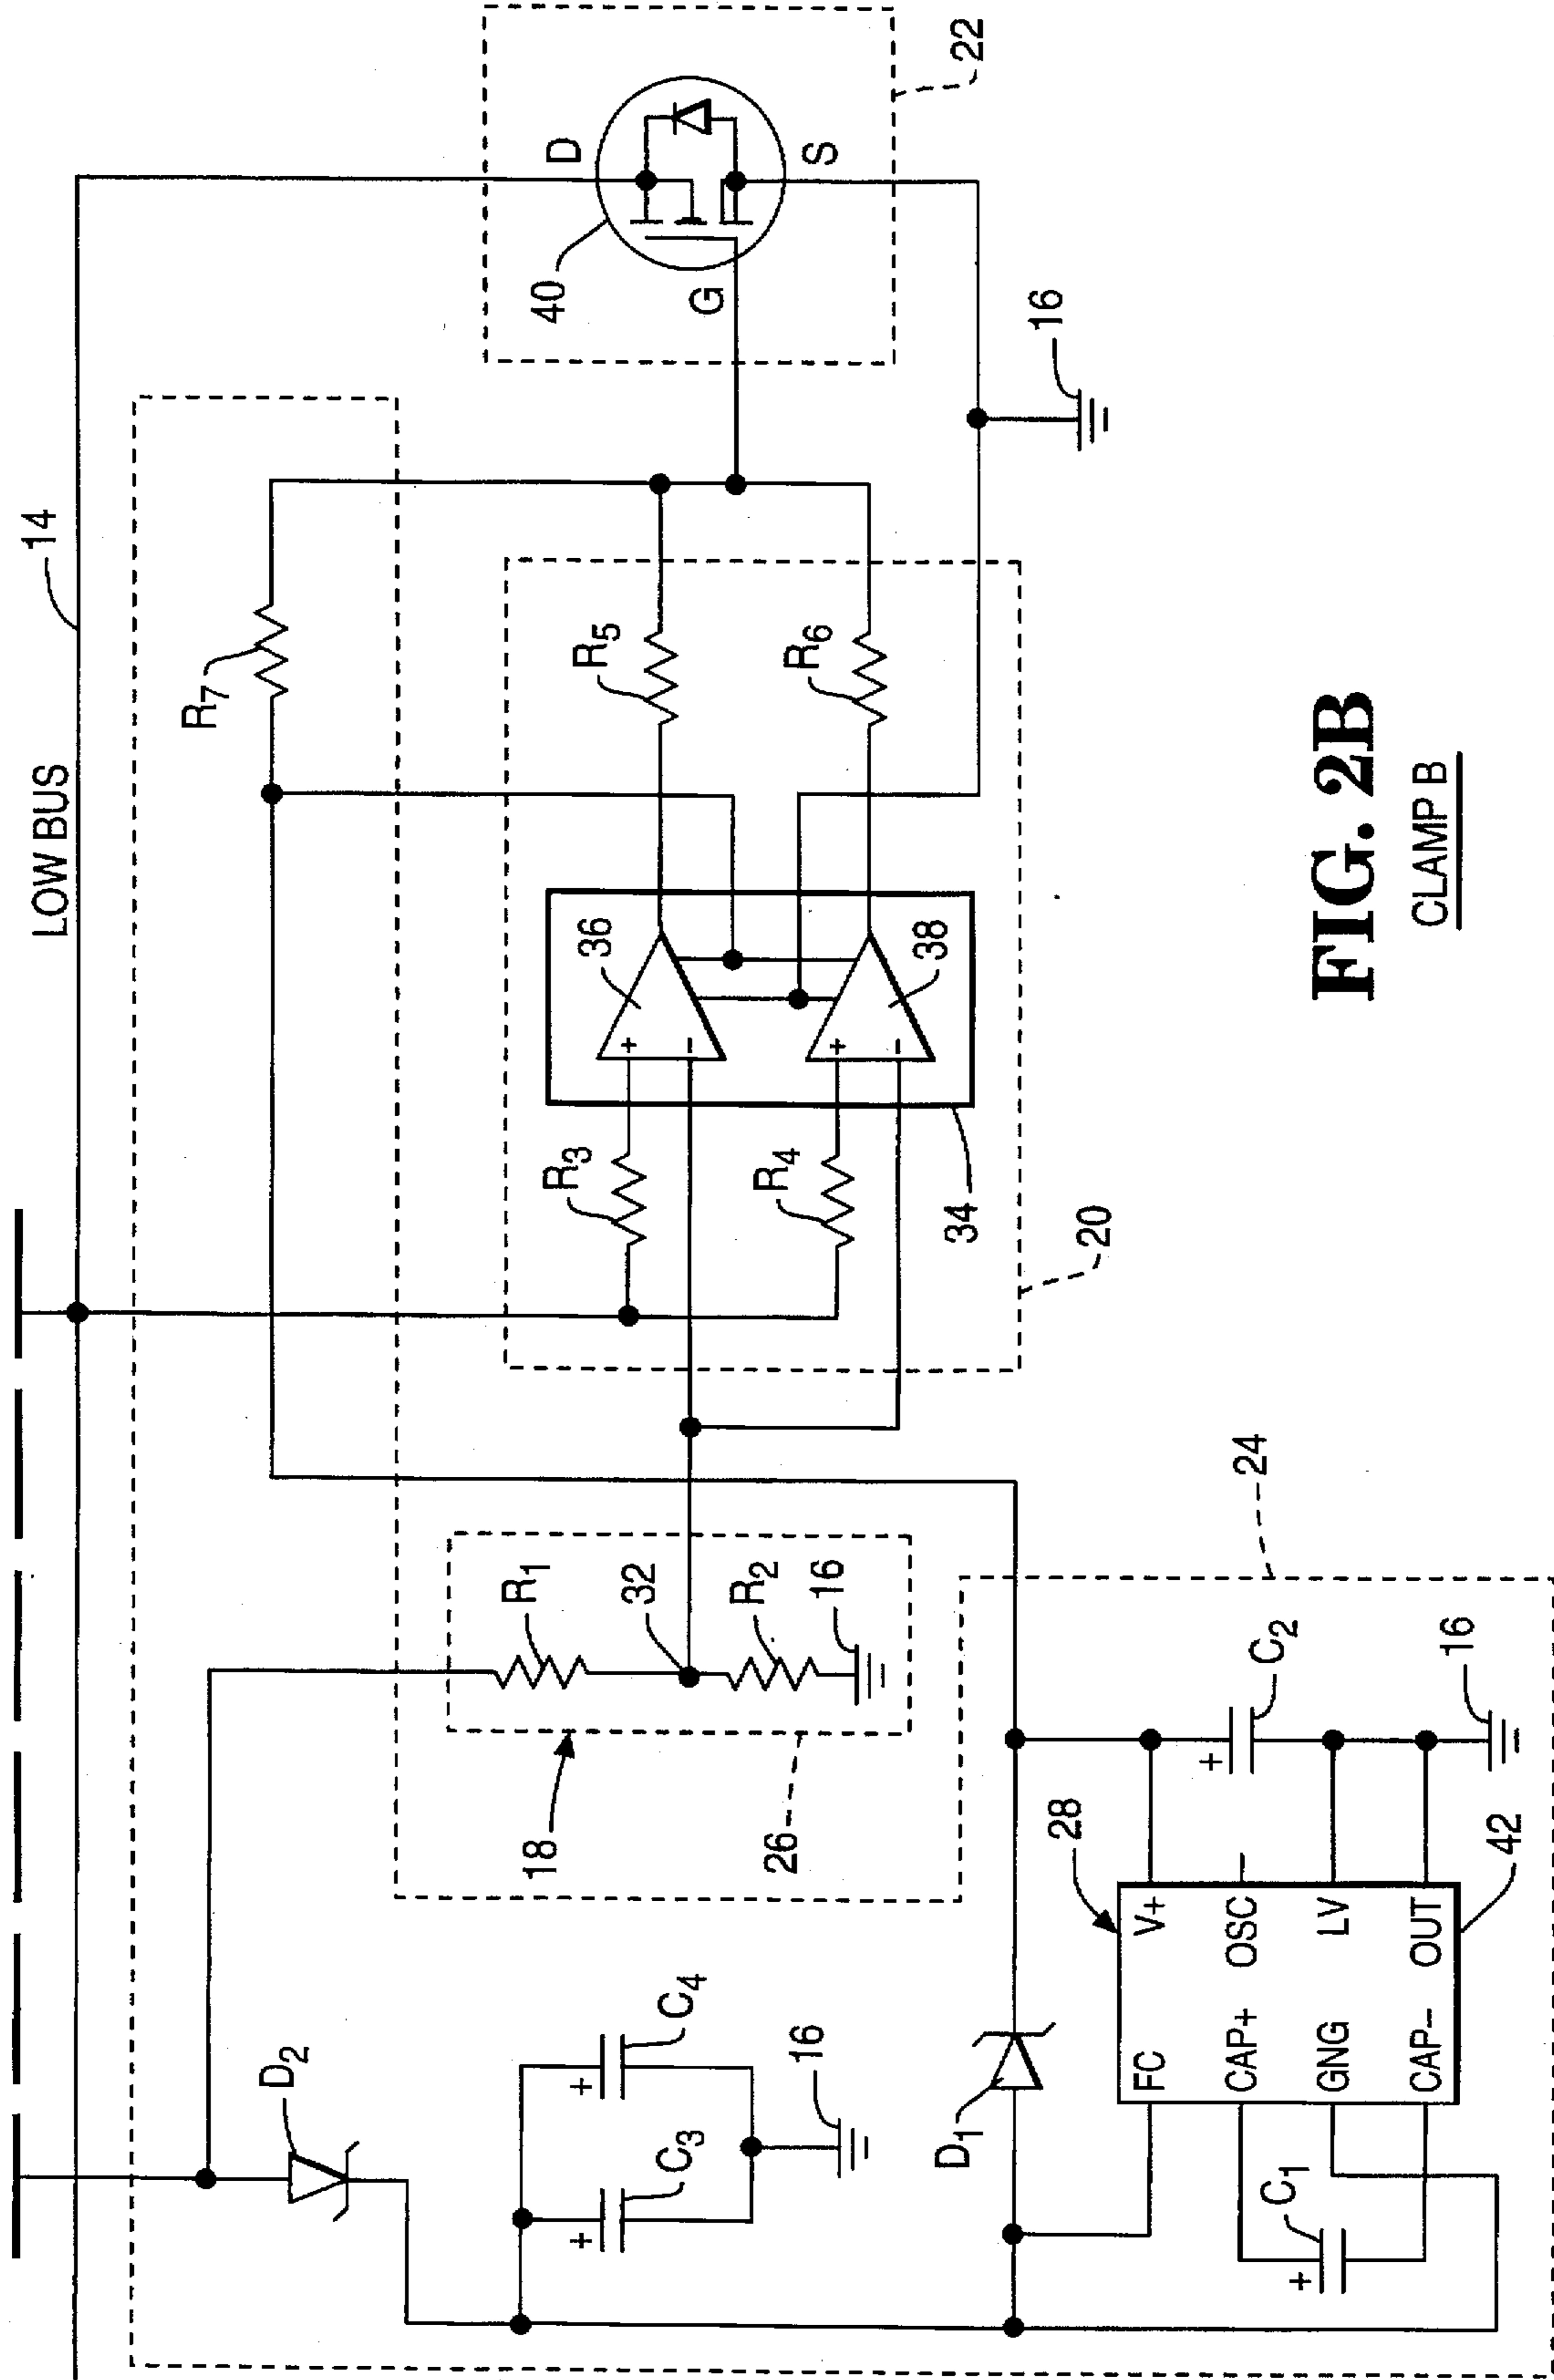 LOW BUS
14
R7
D
40
G
S
22
R5
R6
16
36
38
+
−
+
−
R3
R4
34
20
R1
32
R2
16
18
26
24
D2
C4
C3
+
+
16
D1
28
FC
V+
CAP+
OSC
GNG
LV
CAP−
OUT
42
C1
+
C2
+
16
FIG. 2B
CLAMP B